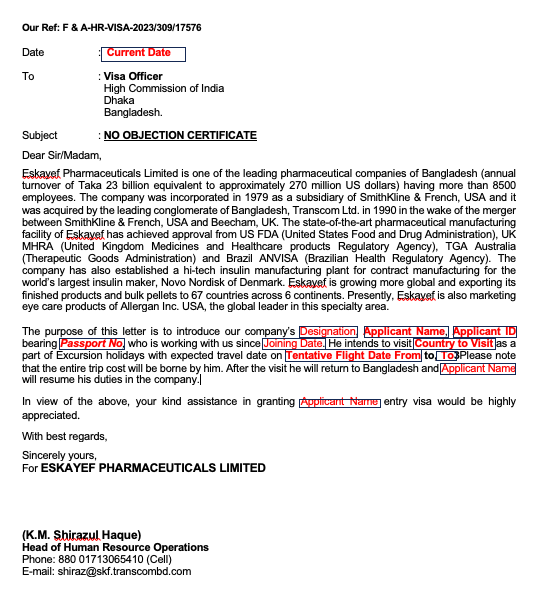 Our Ref: F & A-HR-VISA-2023/309/17576
Date : Current Date
To : Visa Officer
High Commission of India
Dhaka
Bangladesh.
Subject : NO OBJECTION CERTIFICATE
Dear Sir/Madam,
Eskayef Pharmaceuticals Limited is one of the leading pharmaceutical companies of Bangladesh (annual
turnover of Taka 23 billion equivalent to approximately 270 million US dollars) having more than 8500
employees. The company was incorporated in 1979 as a subsidiary of SmithKline & French, USA and it
was acquired by the leading conglomerate of Bangladesh, Transcom Ltd. in 1990 in the wake of the merger
between SmithKline & French, USA and Beecham, UK. The state-of-the-art pharmaceutical manufacturing
facility of Eskayef has achieved approval from US FDA (United States Food and Drug Administration), UK
MHRA (United Kingdom Medicines and Healthcare products Regulatory Agency), TGA Australia
(Therapeutic Goods Administration) and Brazil ANVISA (Brazilian Health Regulatory Agency). The
company has also established a hi-tech insulin manufacturing plant for contract manufacturing for the
world's largest insulin maker, Novo Nordisk of Denmark. Eskayef is growing more global and exporting its
finished products and bulk pellets to 67 countries across 6 continents. Presently, Eskayef is also marketing
eye care products of Allergan Inc. USA, the global leader in this specialty area.
The purpose of this letter is to introduce our company's Designation, Applicant Name, Applicant ID
bearing Passport No, who is working with us since Joining Date. He intends to visit Country to Visit as a
part of Excursion holidays with expected travel date on Tentative Flight Date From to, To Please note
that the entire trip cost will be borne by him. After the visit he will return to Bangladesh and Applicant Name
will resume his duties in the company.
In view of the above, your kind assistance in granting Applicant Name entry visa would be highly
appreciated.
With best regards,
Sincerely yours,
For ESKAYEF PHARMACEUTICALS LIMITED
(K.M. Shirazul Haque)
Head of Human Resource Operations
Phone: 880 01713065410 (Cell)
E-mail: shiraz@skf.transcombd.com